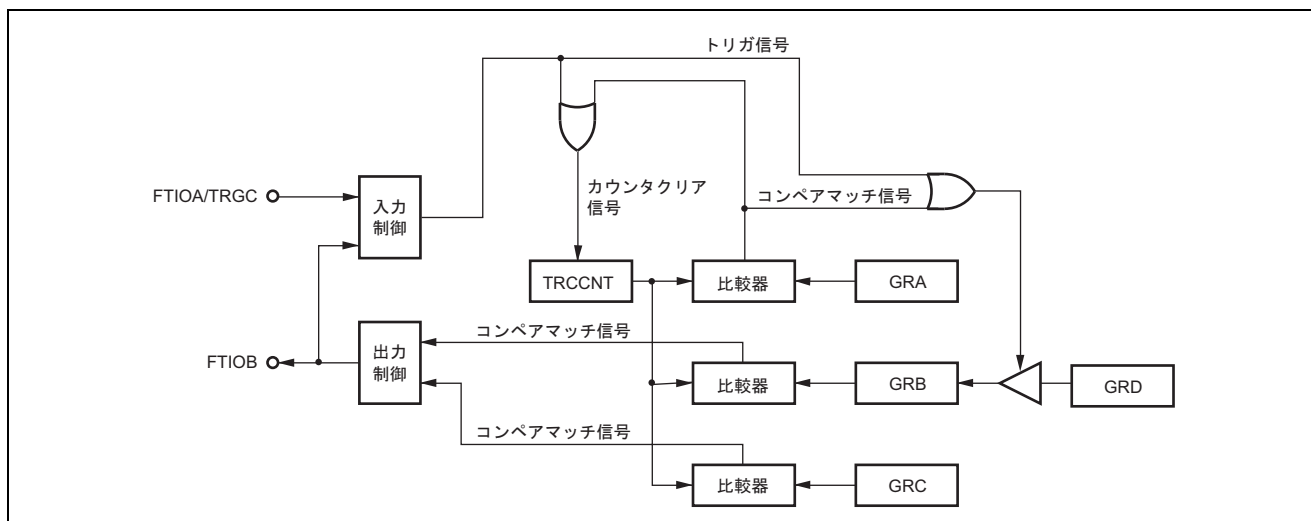 トリガ信号
FTIOA/TRGC
入力
制御
カウンタクリア
信号
コンペアマッチ信号
TRCCNT
比較器
GRA
FTIOB
出力
制御
コンペアマッチ信号
比較器
GRB
GRD
コンペアマッチ信号
比較器
GRC